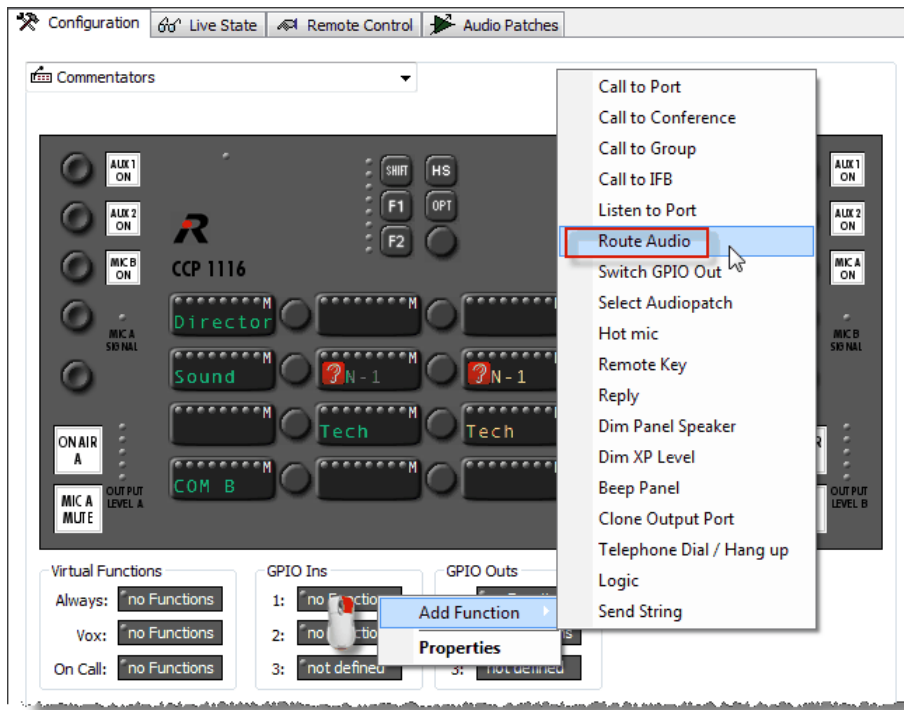 Configuration
Live State
Remote Control
Audio Patches
Commentators
AUX 1
ON
AUX 2
ON
MIC B
ON
MIC A
SIGNAL
ON AIR
A
MIC A
MUTE
OUTPUT
LEVEL A
R
CCP 1116
SHIFT
HS
F1
OPT
F2
M M
Director
M M
Sound
N-1
N-1
M M
Tech
Tech
M M
COM B
AUX 1
ON
AUX 2
ON
MIC A
ON
MIC B
SIGNAL
R
OUTPUT
LEVEL B
Call to Port
Call to Conference
Call to Group
Call to IFB
Listen to Port
Route Audio
Switch GPIO Out
Select Audiopatch
Hot mic
Remote Key
Reply
Dim Panel Speaker
Dim XP Level
Beep Panel
Clone Output Port
Telephone Dial / Hang up
Logic
Send String
Virtual Functions
Always: no Functions
Vox: no Functions
On Call: no Functions
GPIO Ins
1:
2:
3: not defined
GPIO Outs
3: not defined
Add Function
Properties